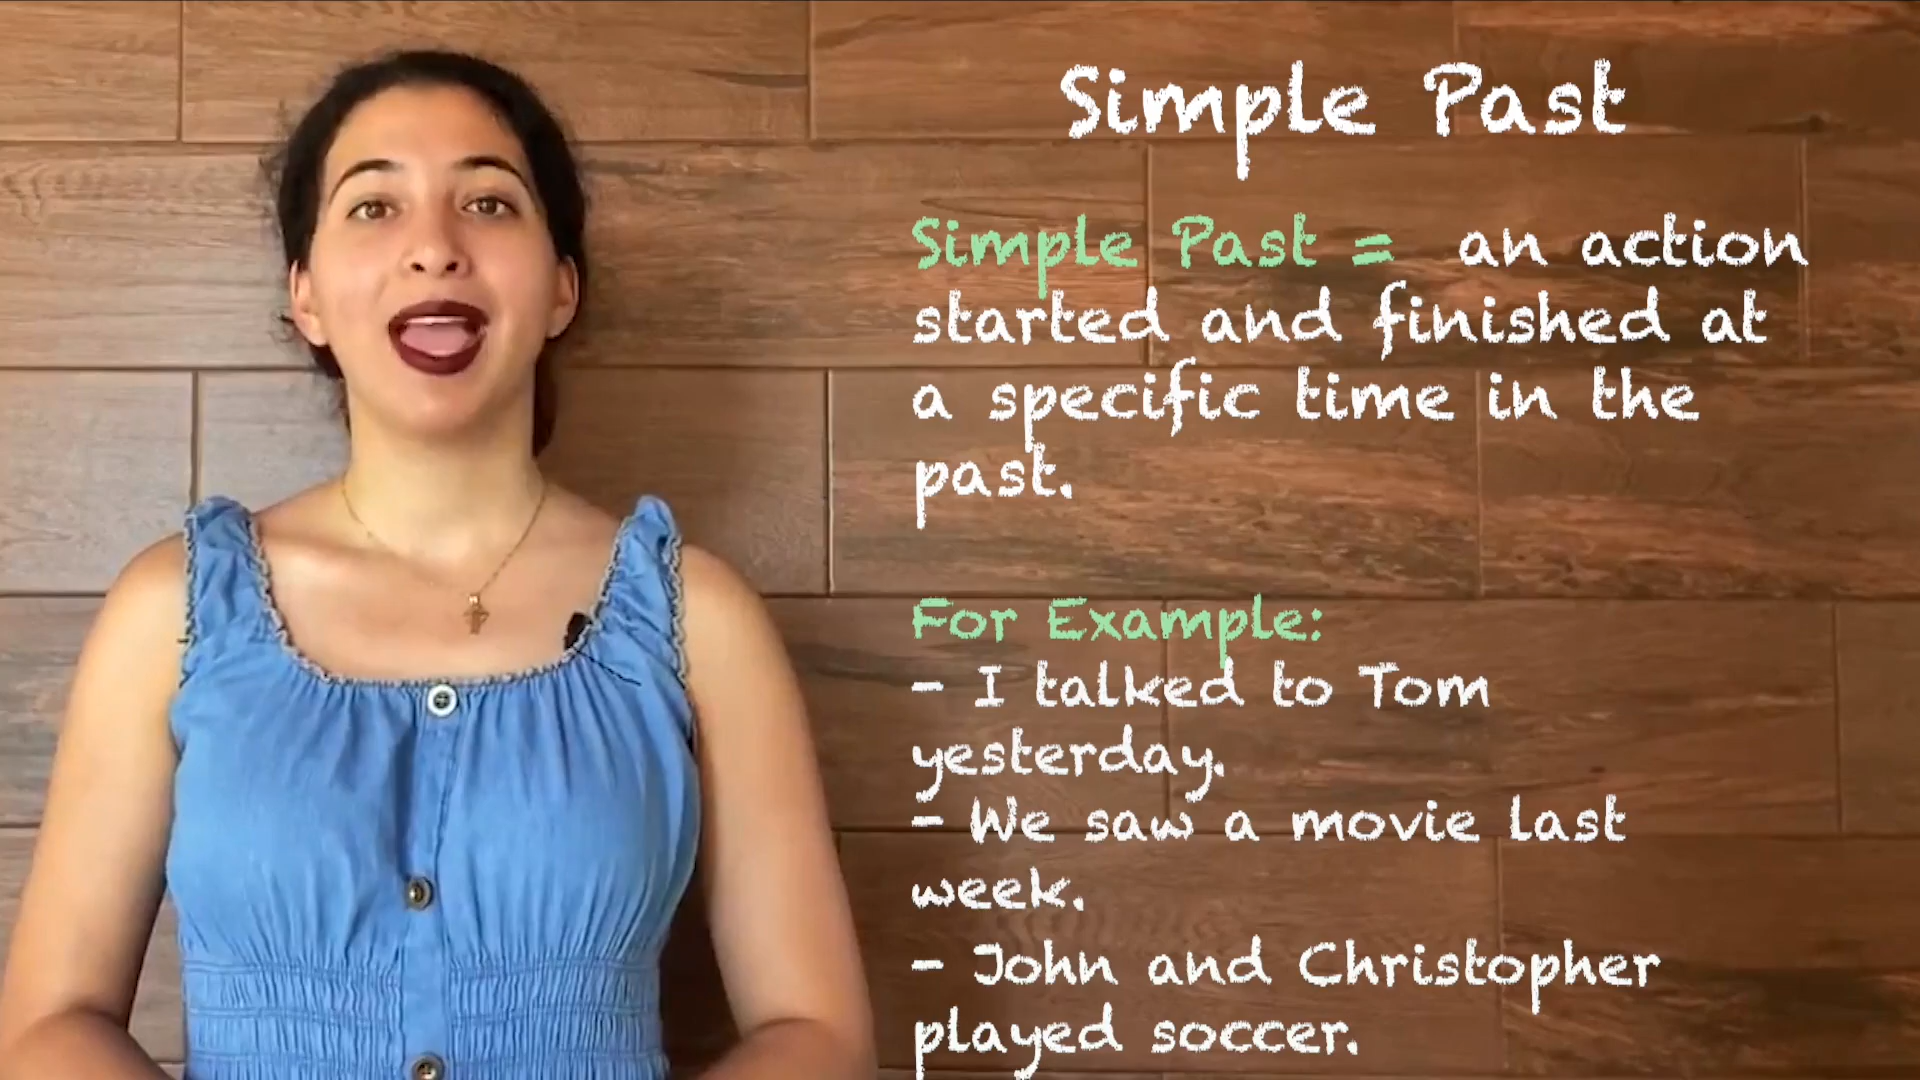 Simple Past
Simple Past = an action
started and finished at
a specific time in the
past.
For Example:
- I talked to Tom
yesterday.
- We saw a movie last
week.
- John and Christopher
played soccer.